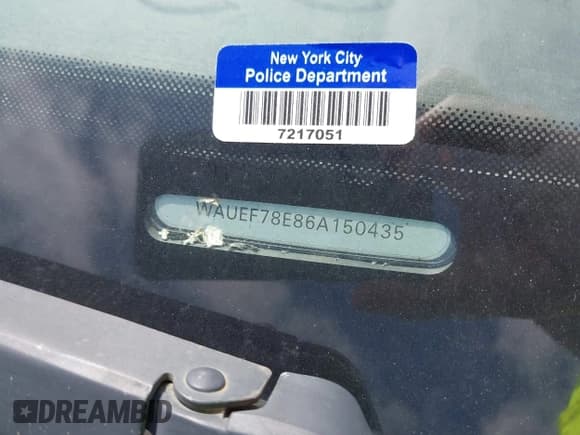 New York City
Police Department
7217051
WAUEF78E86A150435
DREAMBID